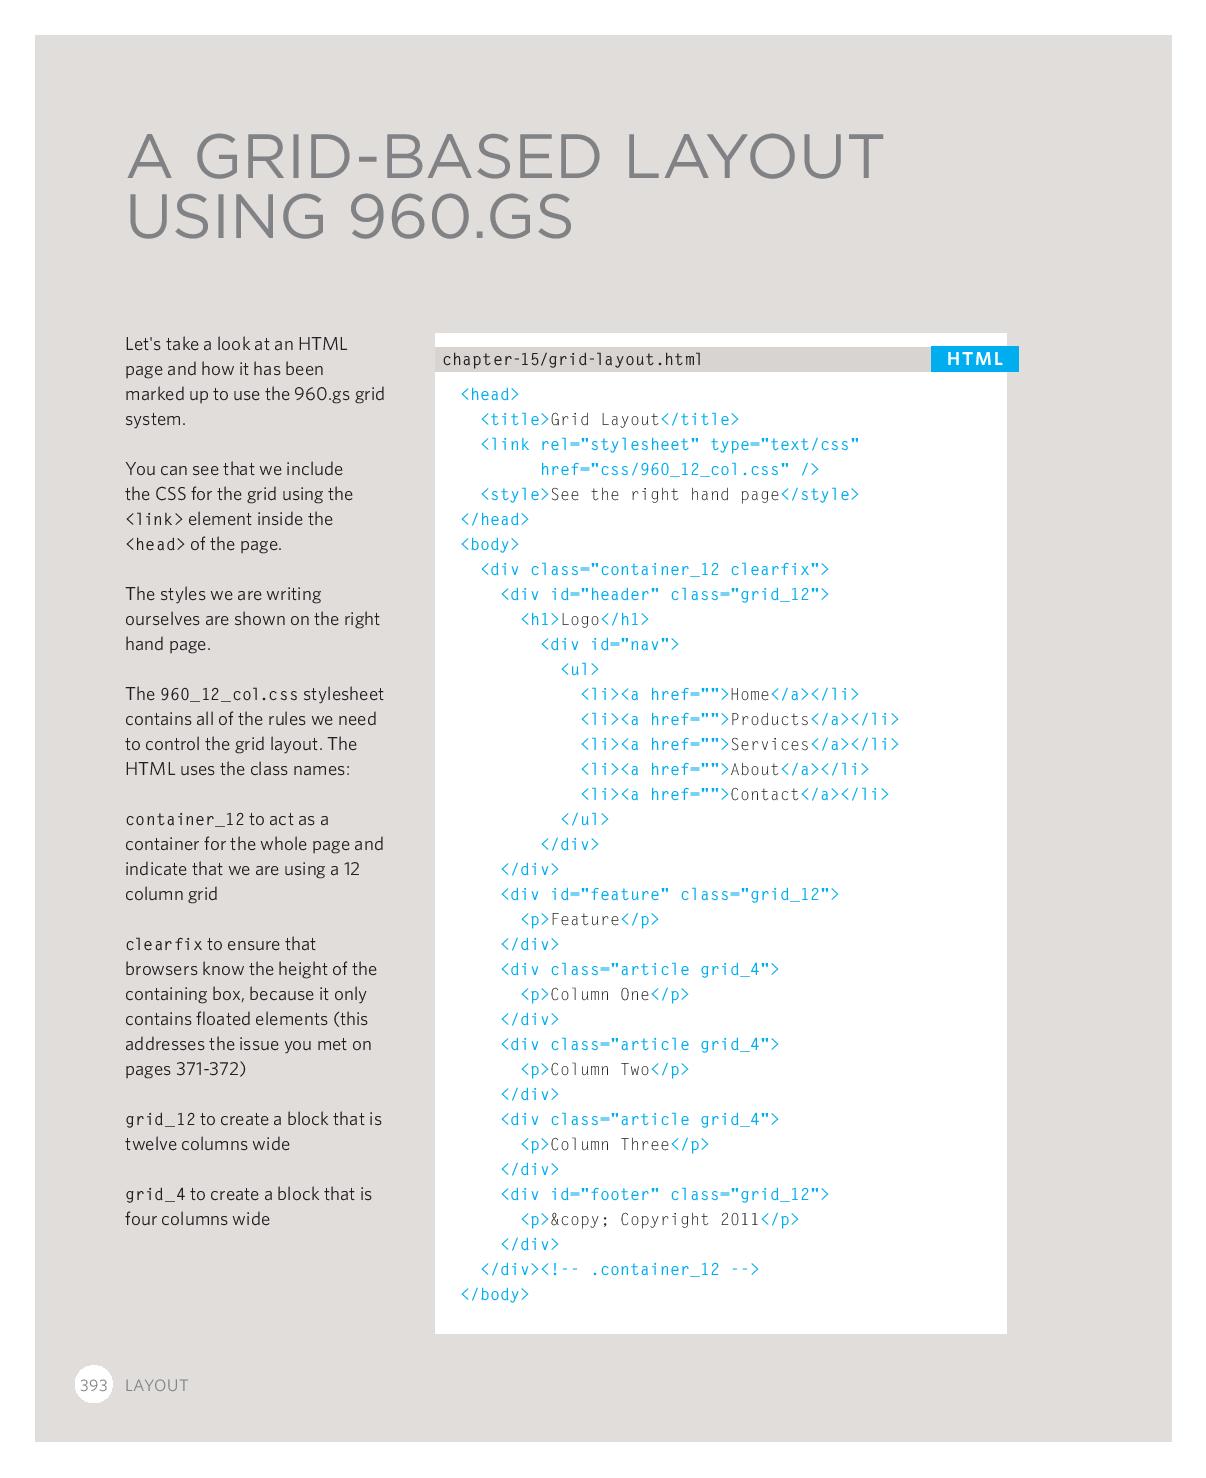 A GRID-BASED LAYOUT
USING 960.GS
Let's take a look at an HTML
page and how it has been
marked up to use the 960.gs grid
system.
You can see that we include
the CSS for the grid using the
<link> element inside the
<head> of the page.
The styles we are writing
ourselves are shown on the right
hand page.
The 960_12_col.css stylesheet
contains all of the rules we need
to control the grid layout. The
HTML uses the class names:
container_12 to act as a
container for the whole page and
indicate that we are using a 12
column grid
clearfix to ensure that
browsers know the height of the
containing box, because it only
contains floated elements (this
addresses the issue you met on
pages 371-372)
grid_12 to create a block that is
twelve columns wide
grid_4 to create a block that is
four columns wide
chapter-15/grid-layout.html HTML
<head>
<title>Grid Layout</title>
<link rel="stylesheet" type="text/css"
href="css/960_12_col.css" />
<style>See the right hand page</style>
</head>
<body>
<div class="container_12 clearfix">
<div id="header" class="grid_12">
<h1>Logo</h1>
<div id="nav">
<ul>
<li><a href="">Home</a></li>
<li><a href="">Products</a></li>
<li><a href="">Services</a></li>
<li><a href="">About</a></li>
<li><a href="">Contact</a></li>
</ul>
</div>
</div>
<div id="feature" class="grid_12">
<p>Feature</p>
</div>
<div class="article grid_4">
<p>Column One</p>
</div>
<div class="article grid_4">
<p>Column Two</p>
</div>
<div class="article grid_4">
<p>Column Three</p>
</div>
<div id="footer" class="grid_12">
<p>&copy; Copyright 2011</p>
</div>
</div><!-- .container_12 -->
</body>
393 LAYOUT